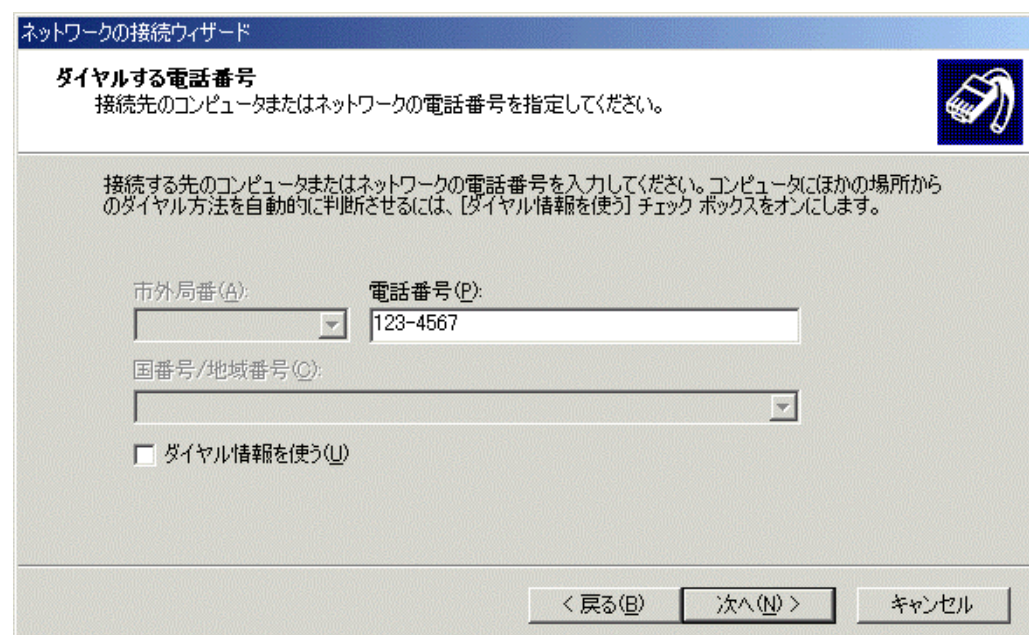 ネットワークの接続ウィザード
ダイヤルする電話番号
接続先のコンピュータまたはネットワークの電話番号を指定してください。
接続する先のコンピュータまたはネットワークの電話番号を入力してください。コンピュータにほかの場所から
のダイヤル方法を自動的に判断させるには、[ダイヤル情報を使う] チェック ボックスをオンにします。
市外局番(A): 電話番号(P):
123-4567
国番号/地域番号(C):
ダイヤル情報を使う(U)
< 戻る(B) 次へ(N) > キャンセル